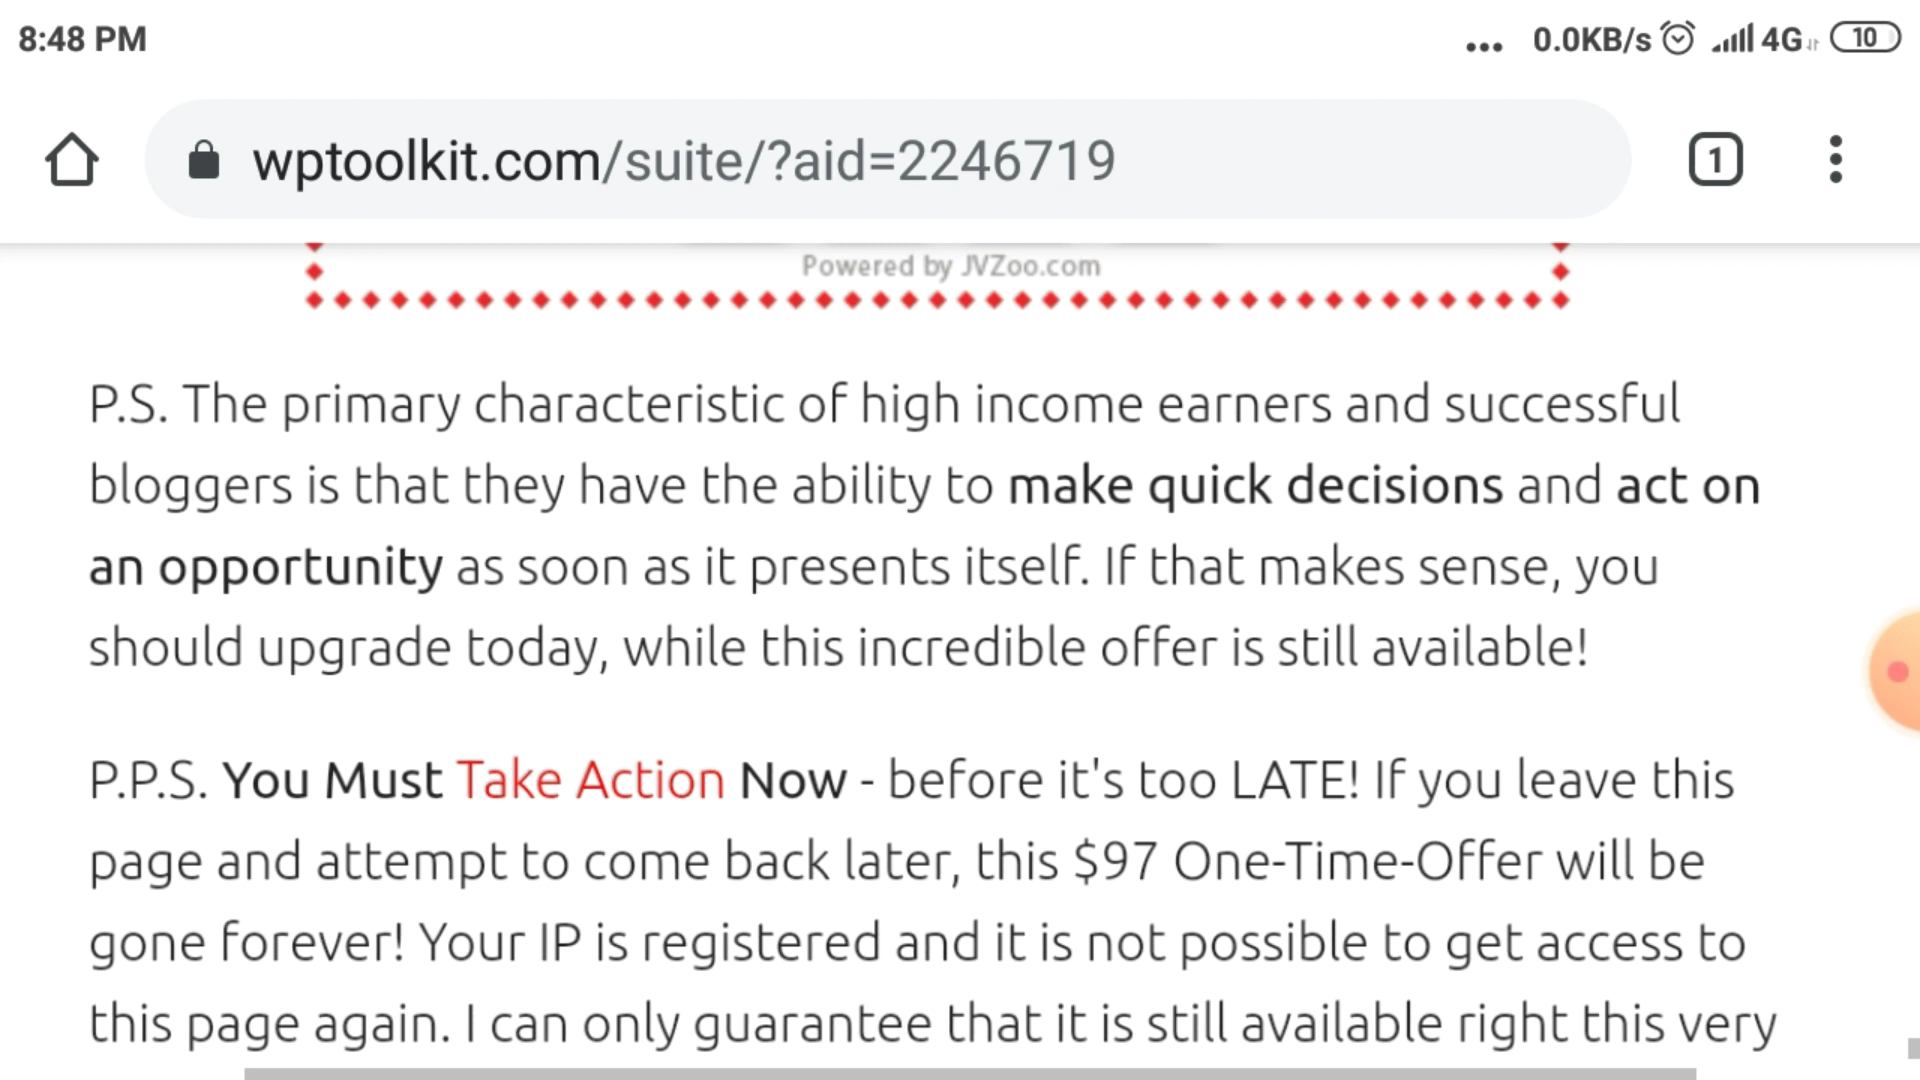 8:48 PM
... 0.0KB/s 4G 10
wptoolkit.com/suite/?aid=2246719
1
Powered by JVZoo.com
P.S. The primary characteristic of high income earners and successful
bloggers is that they have the ability to make quick decisions and act on
an opportunity as soon as it presents itself. If that makes sense, you
should upgrade today, while this incredible offer is still available!
P.P.S. You Must Take Action Now - before it's too LATE! If you leave this
page and attempt to come back later, this $97 One-Time-Offer will be
gone forever! Your IP is registered and it is not possible to get access to
this page again. I can only guarantee that it is still available right this very